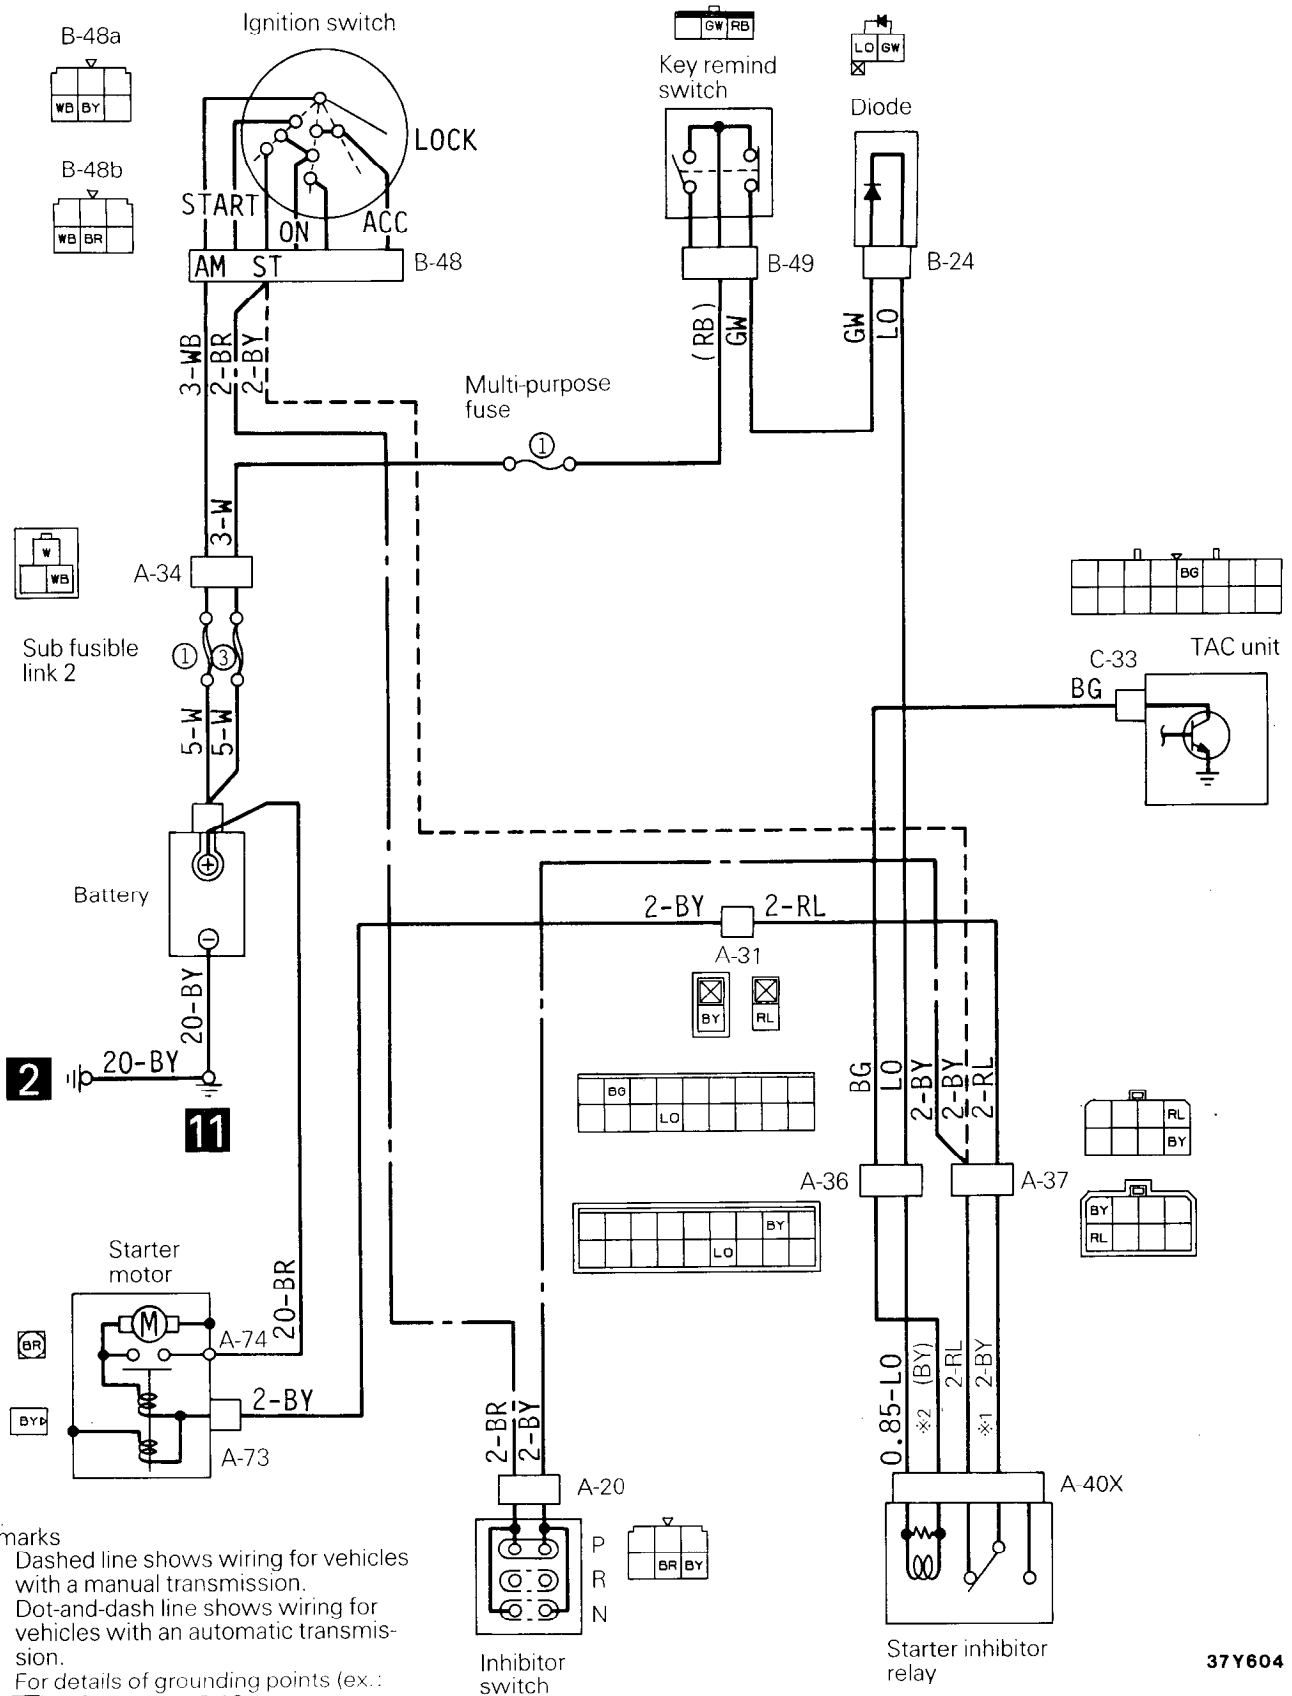 Ignition switch
B-48a
WB BY
B-48b
WB BR
LOCK
START
ON
ACC
AM ST
B-48
3-WB
2-BR
2-BY
GW RB
Key remind
switch
B-49
(RB)
GW
LO GW
Diode
B-24
GW
LO
Multi-purpose
fuse
1
3-W
W
WB
A-34
Sub fusible
link 2
1 3
5-W
5-W
Battery
+
−
20-BY
20-BY
2
11
BG
TAC unit
C-33
BG
2-BY
2-RL
A-31
BY
RL
BG
LO
2-BY
2-BY
2-RL
BG
LO
RL
BY
A-36
A-37
BY
LO
BY
RL
Starter
motor
M
BR
A-74
20-BR
BY
2-BY
A-73
2-BR
2-BY
A-20
P
R
N
BR BY
Inhibitor
switch
0.85-LO
※2 (BY)
2-RL
※1 2-BY
A-40X
Starter inhibitor
relay
marks
Dashed line shows wiring for vehicles
with a manual transmission.
Dot-and-dash line shows wiring for
vehicles with an automatic transmis-
sion.
For details of grounding points (ex.:
37Y604